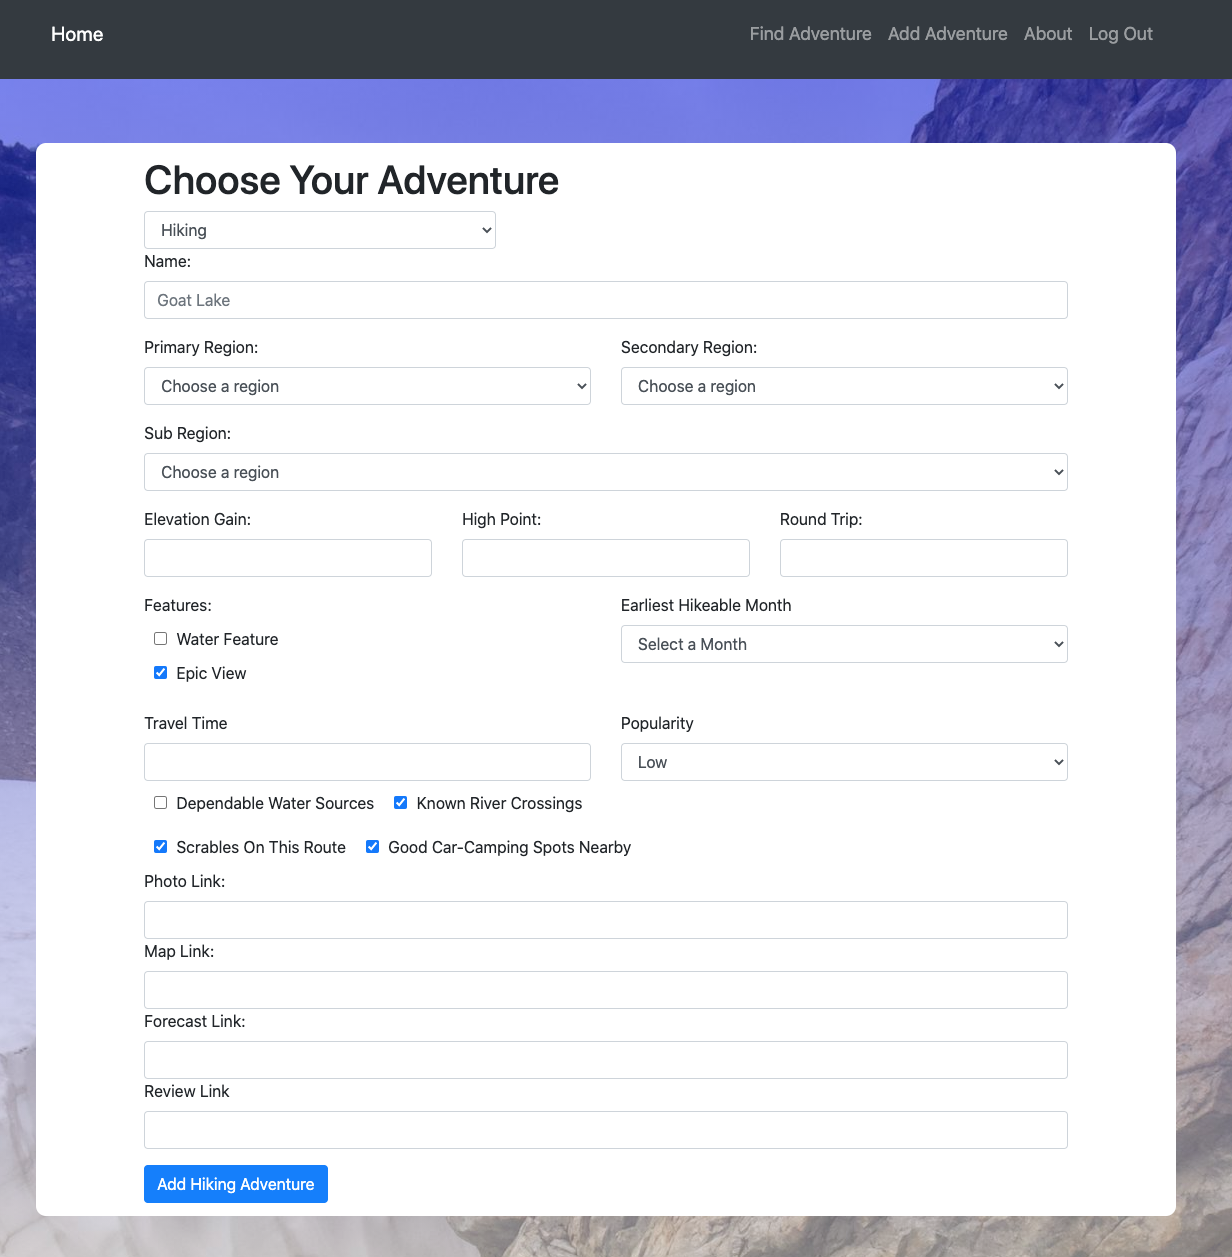 Home Find Adventure Add Adventure About Log Out
Choose Your Adventure
Hiking
Name:
Goat Lake
Primary Region: Secondary Region:
Choose a region Choose a region
Sub Region:
Choose a region
Elevation Gain: High Point: Round Trip:
Features: Earliest Hikeable Month
Water Feature Select a Month
Epic View
Travel Time Popularity
Low
Dependable Water Sources Known River Crossings
Scrables On This Route Good Car-Camping Spots Nearby
Photo Link:
Map Link:
Forecast Link:
Review Link
Add Hiking Adventure